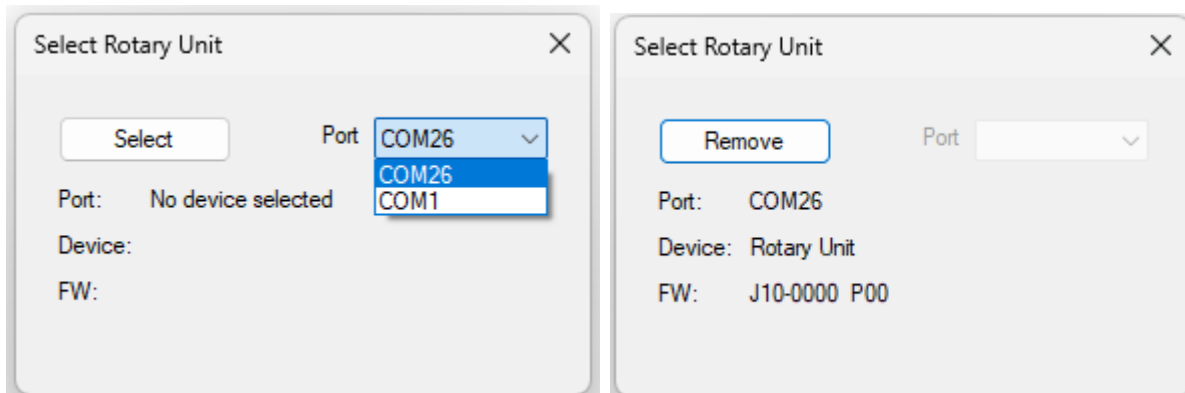 Select Rotary Unit
Select
Port COM26
COM26
COM1
Port: No device selected
Device:
FW:
Select Rotary Unit
Remove
Port
Port: COM26
Device: Rotary Unit
FW: J10-0000 P00